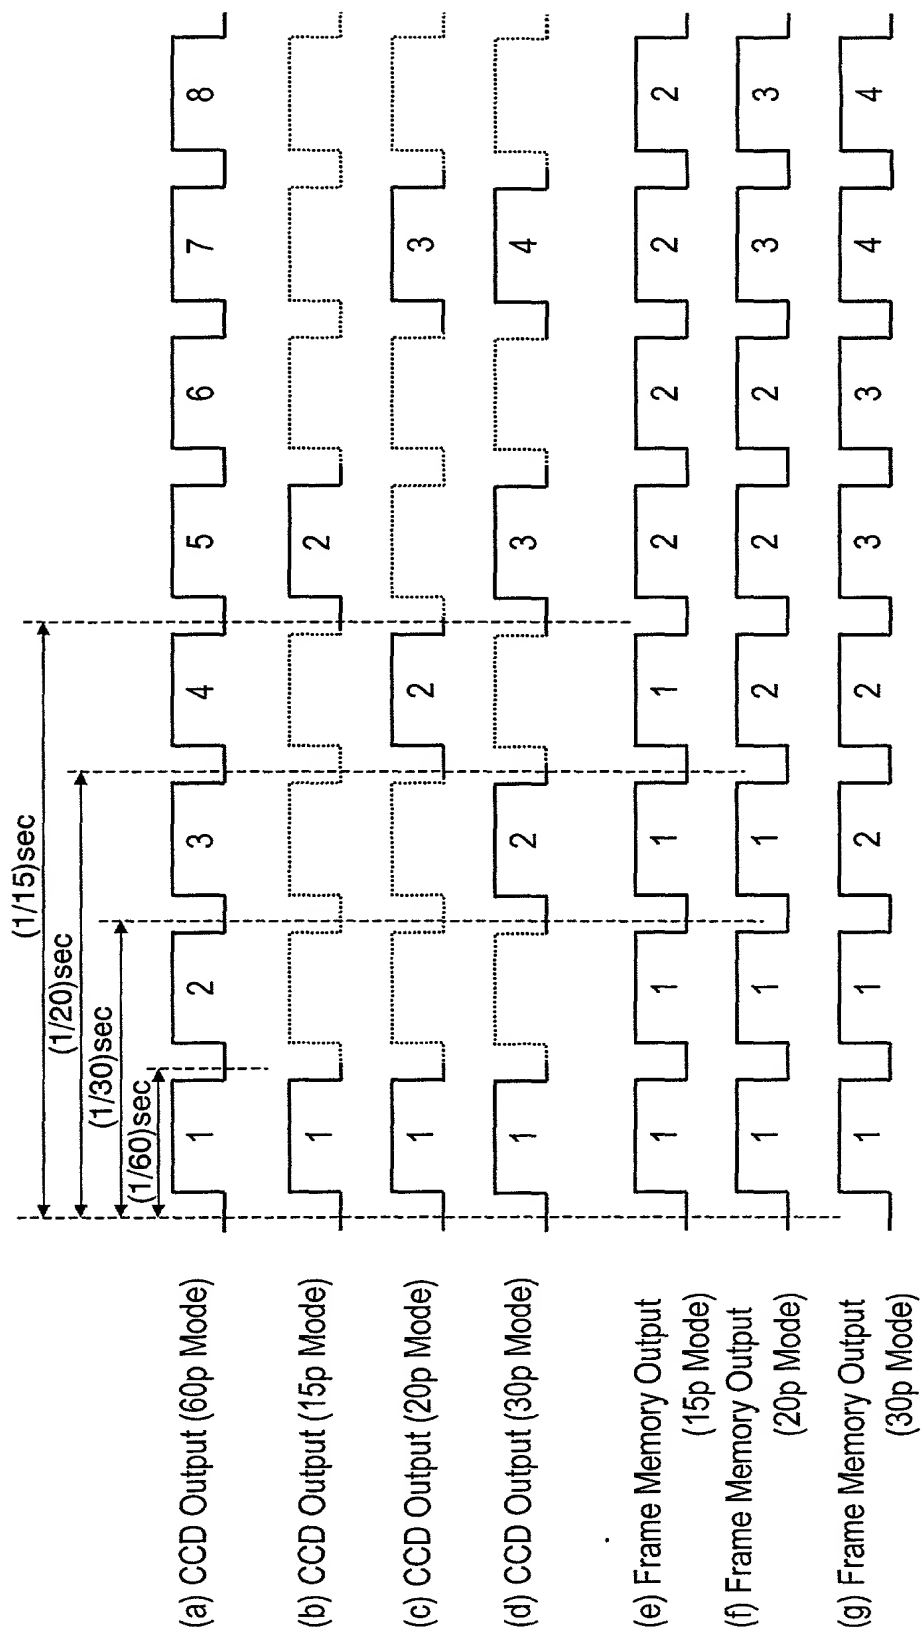 (1/15)sec
(1/20)sec
(1/30)sec
(1/60)sec
(a) CCD Output (60p Mode) 1 2 3 4 5 6 7 8
(b) CCD Output (15p Mode) 1 2
(c) CCD Output (20p Mode) 1 2 3
(d) CCD Output (30p Mode) 1 2 3 4
(e) Frame Memory Output 1 1 1 1 2 2 2 2
(15p Mode)
(f) Frame Memory Output 1 1 1 2 2 2 3 3
(20p Mode)
(g) Frame Memory Output 1 1 2 2 3 3 4 4
(30p Mode)